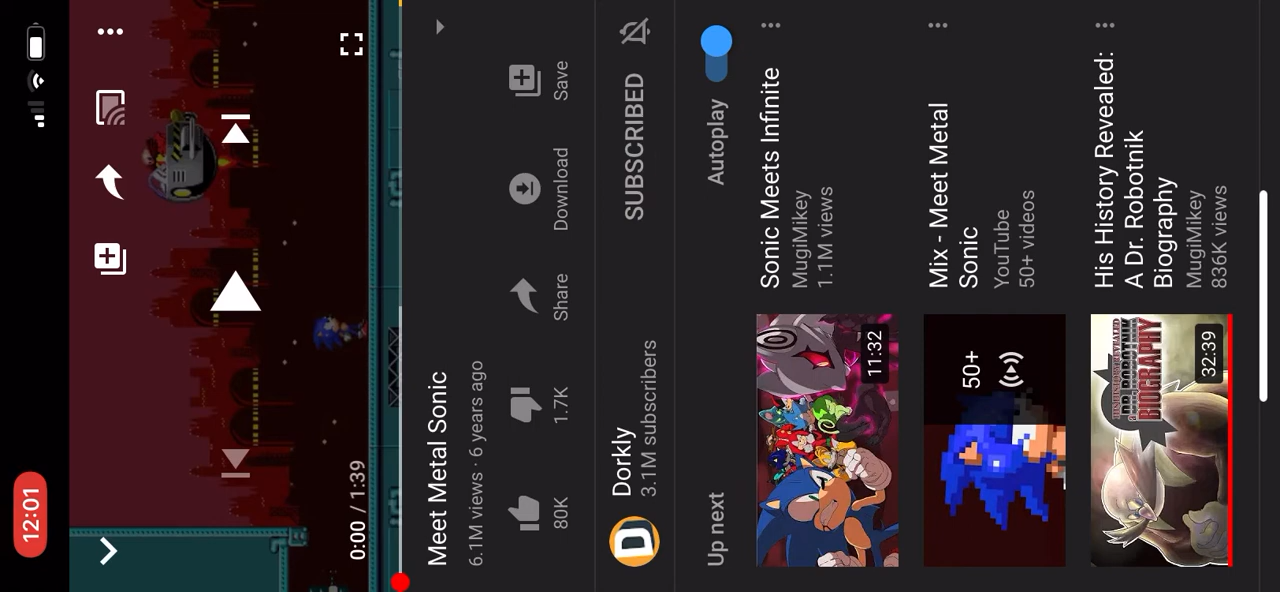 12:01
0:00 / 1:39
Meet Metal Sonic
6.1M views · 6 years ago
80K
1.7K
Share
Download
Save
D
Dorkly
3.1M subscribers
SUBSCRIBED
Up next
Autoplay
11:32
Sonic Meets Infinite
MugiMikey
1.1M views
50+
Mix - Meet Metal
Sonic
YouTube
50+ videos
DR. ROBOTNIK
BIOGRAPHY
32:39
His History Revealed:
A Dr. Robotnik
Biography
MugiMikey
836K views